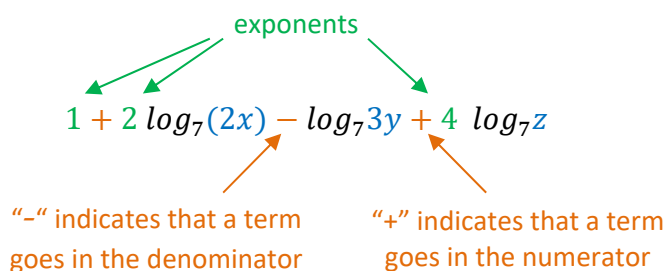 exponents
1 + 2 log₇(2x) − log₇3y + 4 log₇z
“-“ indicates that a term
goes in the denominator
“+” indicates that a term
goes in the numerator